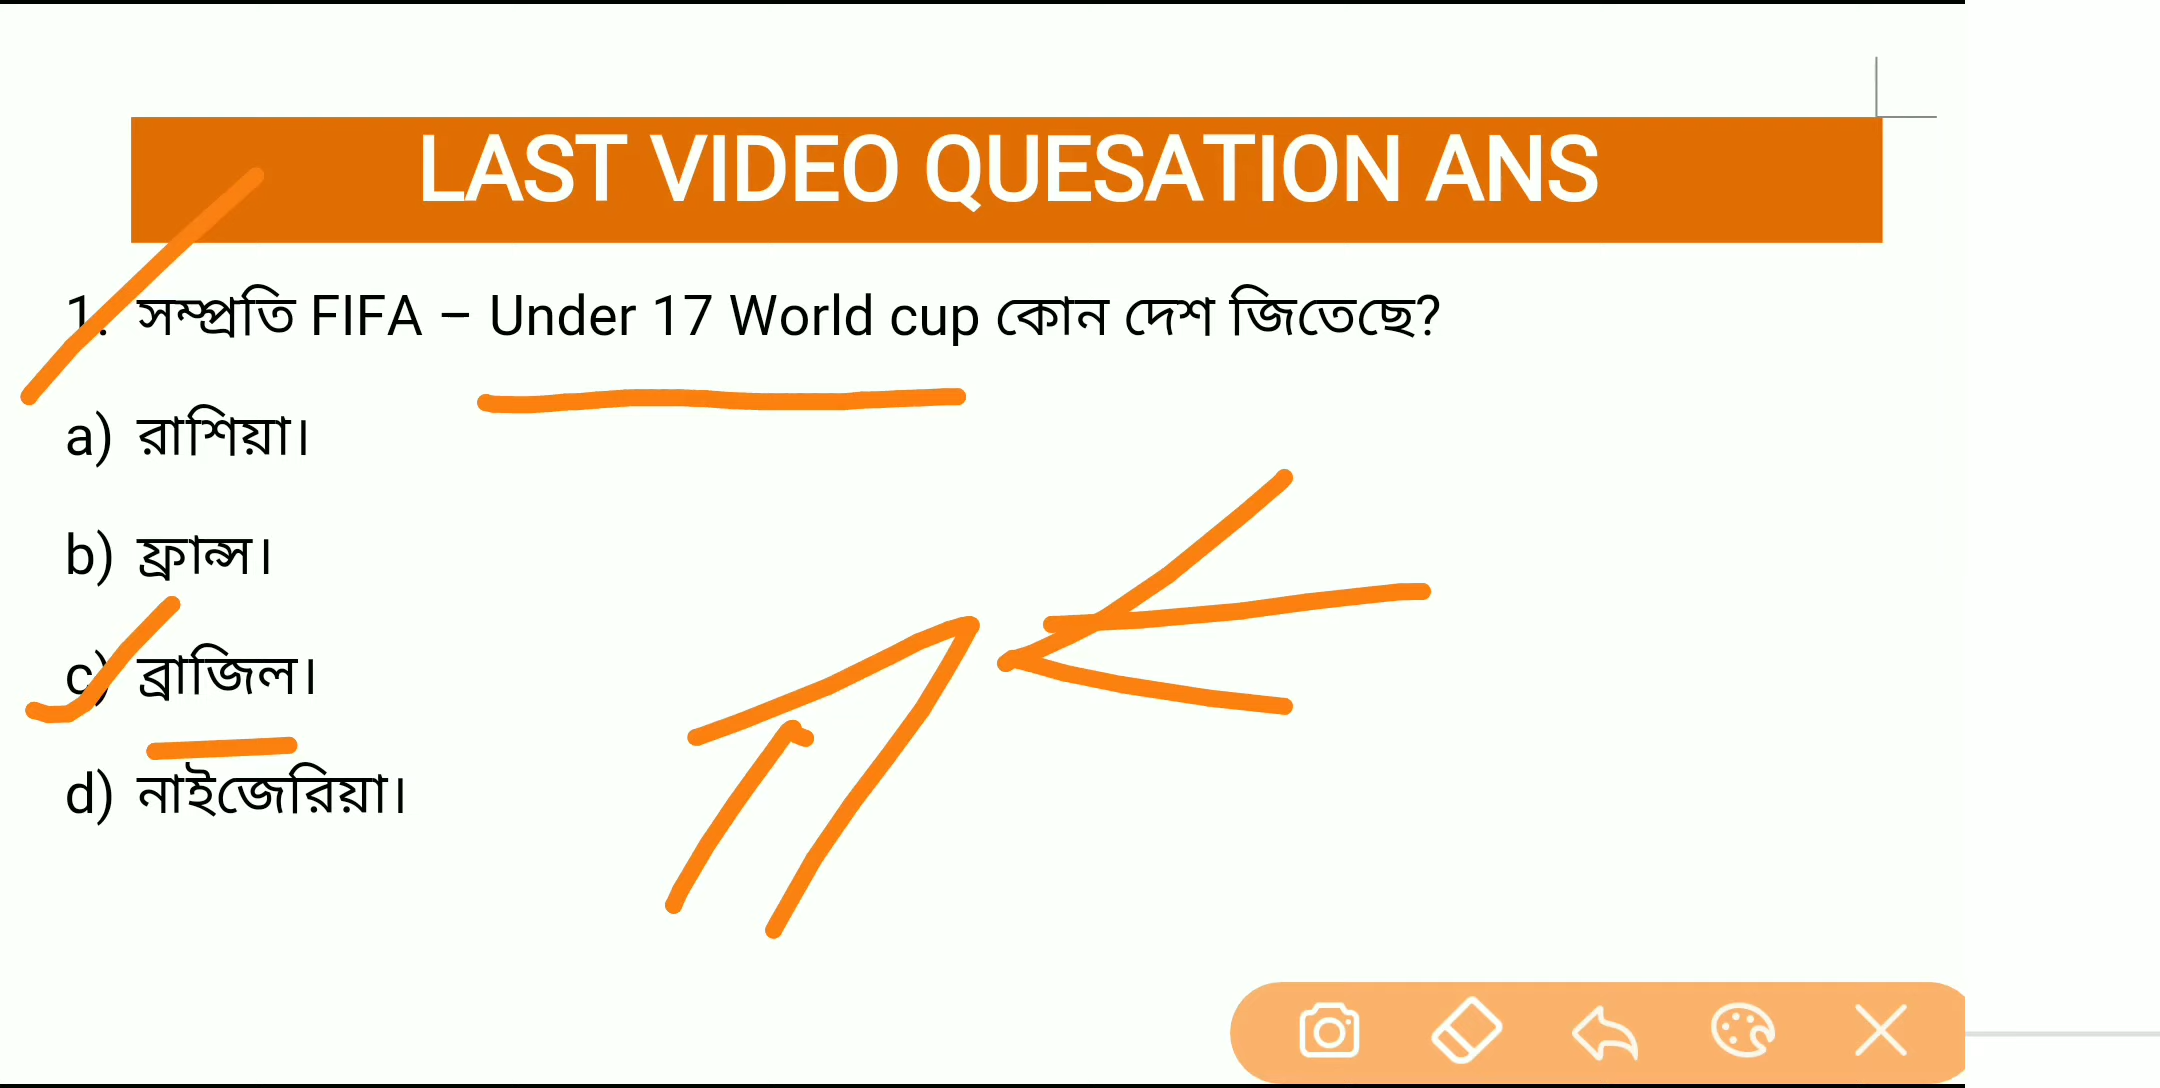 LAST VIDEO QUESATION ANS
1. সম্প্রতি FIFA – Under 17 World cup কোন দেশ জিতেছে?
a) রাশিয়া।
b) ফ্রান্স।
c) ব্রাজিল।
d) নাইজেরিয়া।